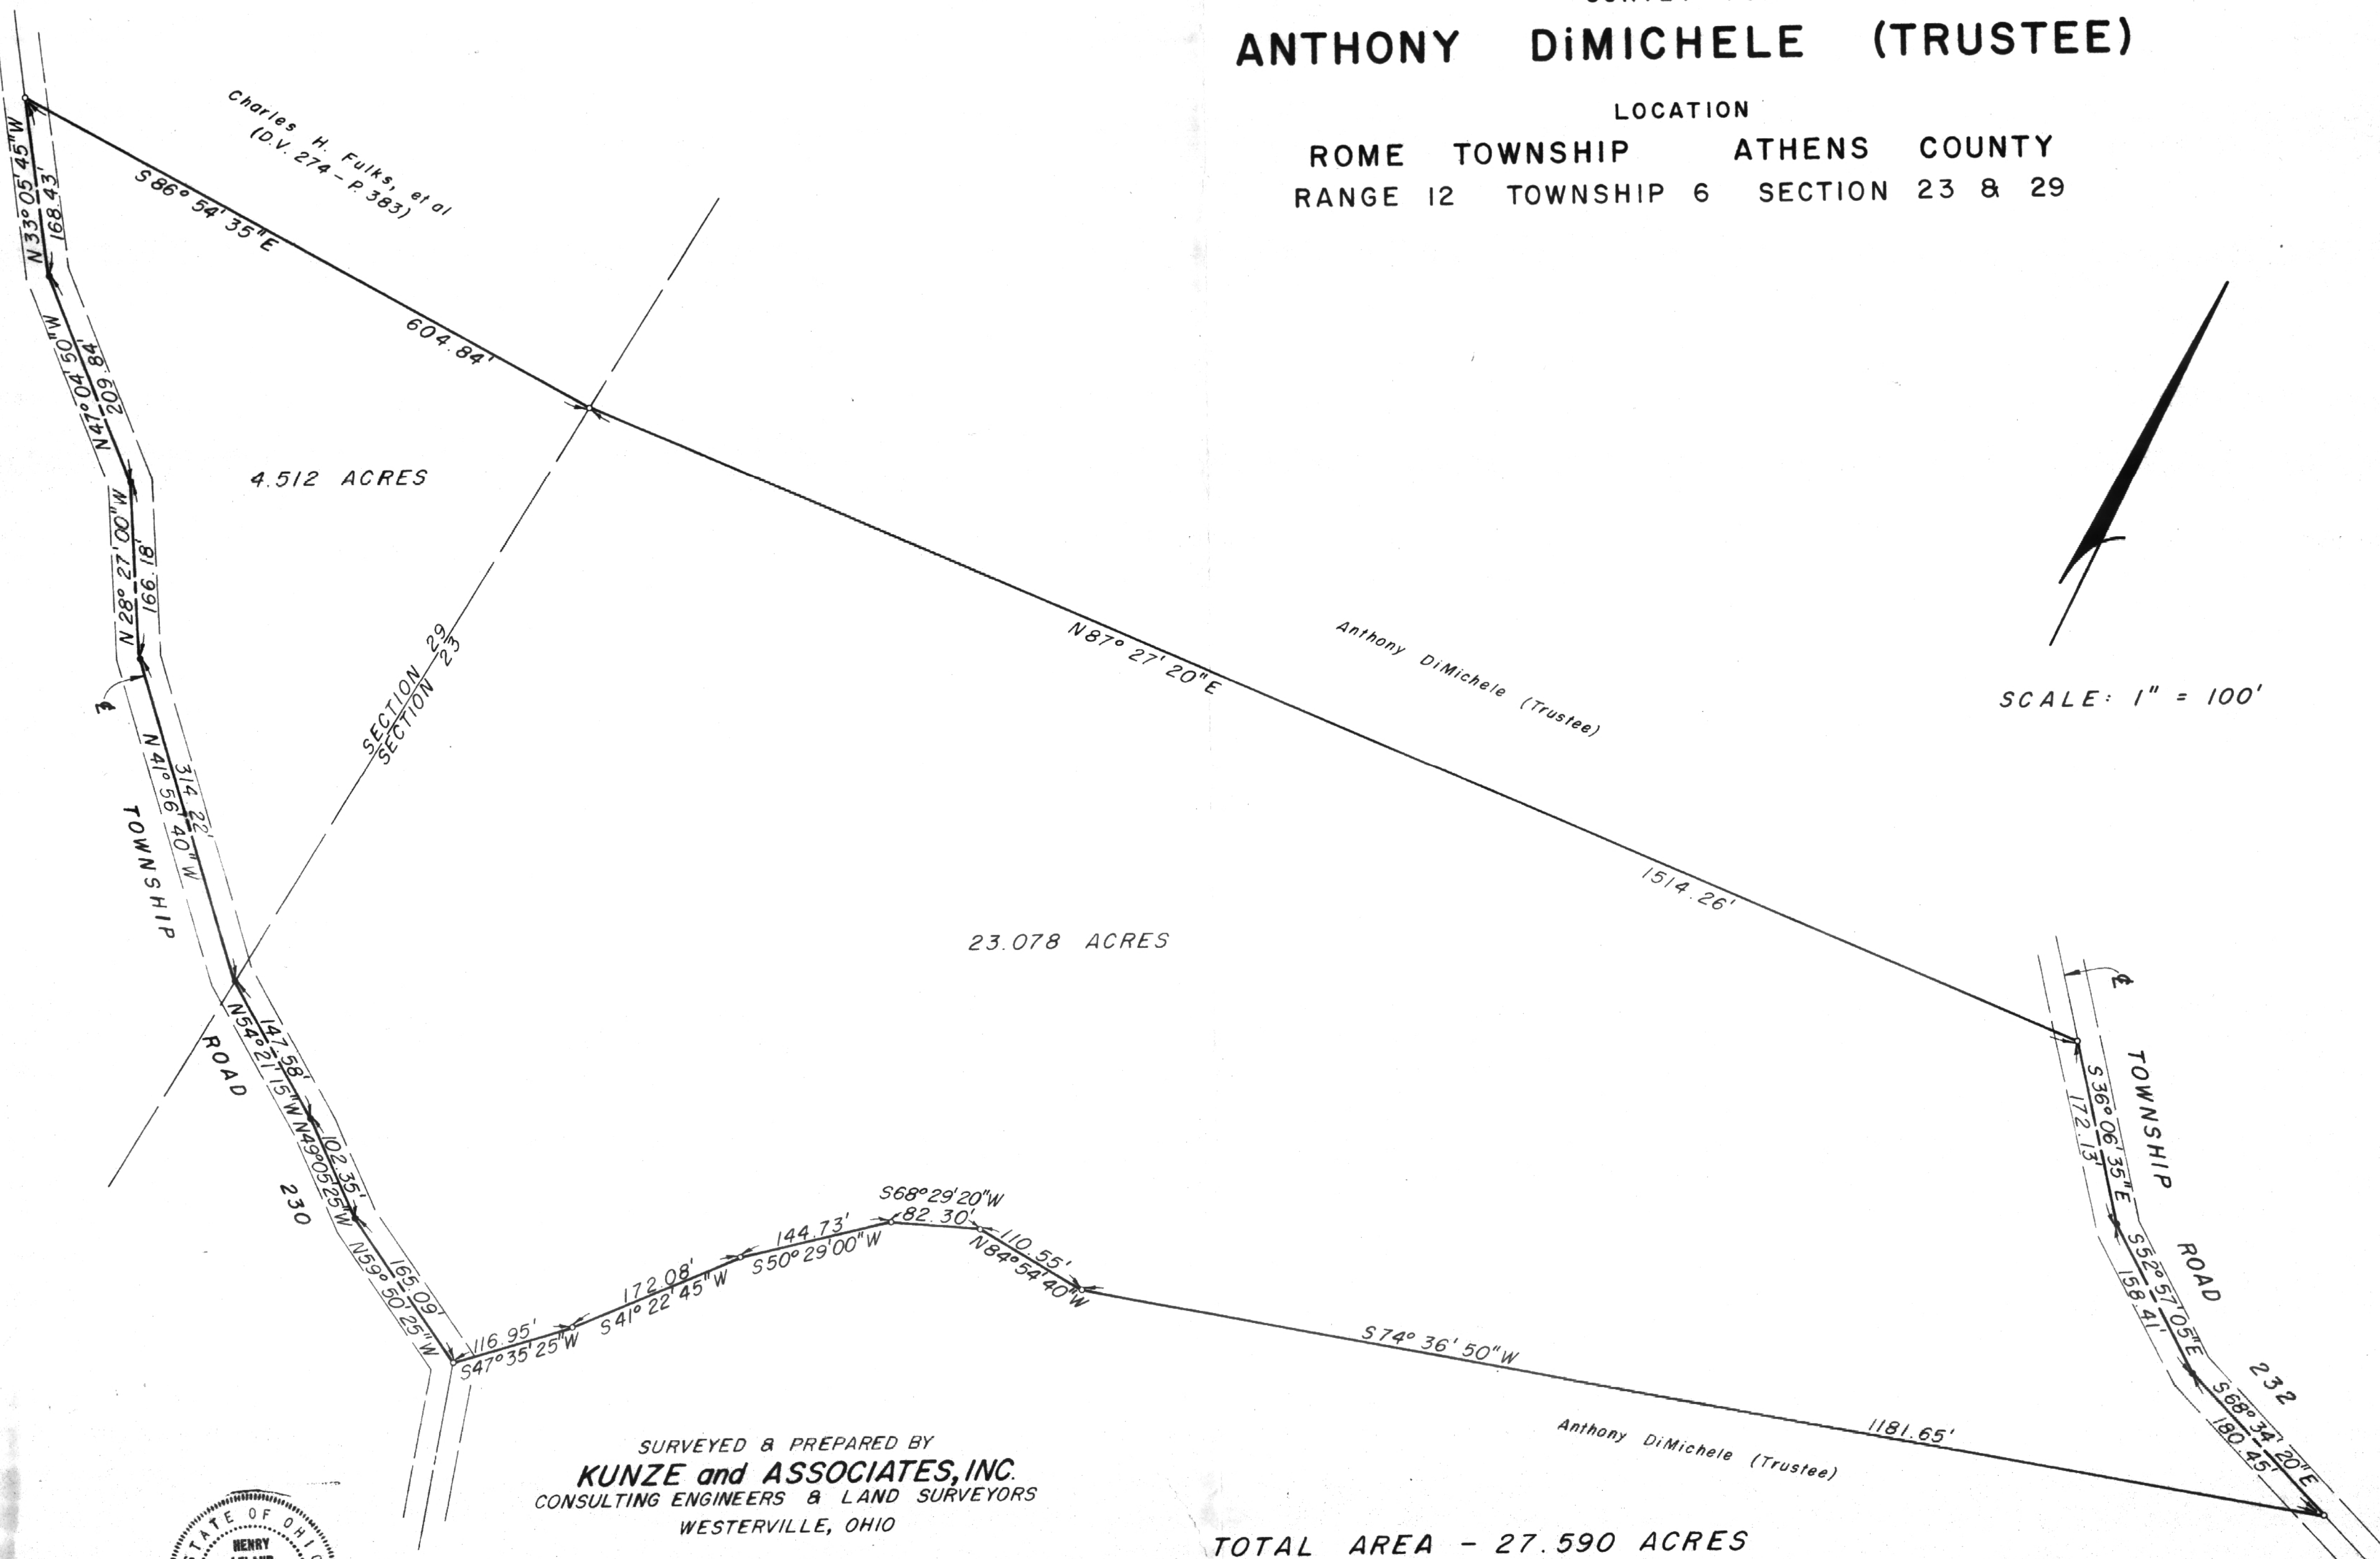 ANTHONY DiMICHELE (TRUSTEE)
LOCATION
ROME TOWNSHIP ATHENS COUNTY
RANGE 12 TOWNSHIP 6 SECTION 23 & 29
Charles H. Fulks, et al
(D.V. 274 - P. 383)
S 86° 54' 35" E
604.84'
N 33° 05' 45" W
168.43'
N 47° 04' 50" W
209.84'
4.512 ACRES
N 28° 27' 00" W
166.18'
SECTION 29
SECTION 23
N 87° 27' 20" E
1514.26'
Anthony DiMichele (Trustee)
SCALE: 1" = 100'
℄
N 41° 56' 40" W
314.22'
TOWNSHIP
ROAD
230
23.078 ACRES
℄
N 54° 21' 15" W
147.58'
N 49° 05' 25" W
102.35'
N 59° 50' 25" W
165.09'
116.95'
S 47° 35' 25" W
172.08'
S 41° 22' 45" W
144.73'
S 50° 29' 00" W
S 68° 29' 20" W
82.30'
110.55'
N 84° 54' 40" W
S 74° 36' 50" W
1181.65'
Anthony DiMichele (Trustee)
S 36° 06' 35" E
172.13'
TOWNSHIP
ROAD
232
S 52° 57' 05" E
158.41'
S 68° 34' 20" E
180.45'
SURVEYED & PREPARED BY
KUNZE and ASSOCIATES, INC.
CONSULTING ENGINEERS & LAND SURVEYORS
WESTERVILLE, OHIO
STATE OF OHIO
HENRY
TOTAL AREA - 27.590 ACRES